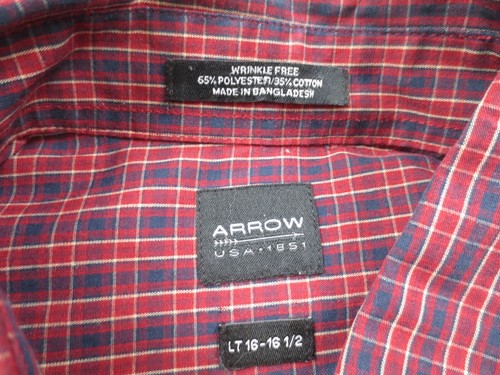 WRINKLE FREE
65% POLYESTER/35% COTTON
MADE IN BANGLADESH
ARROW
USA • 1851
LT 16-16 1/2